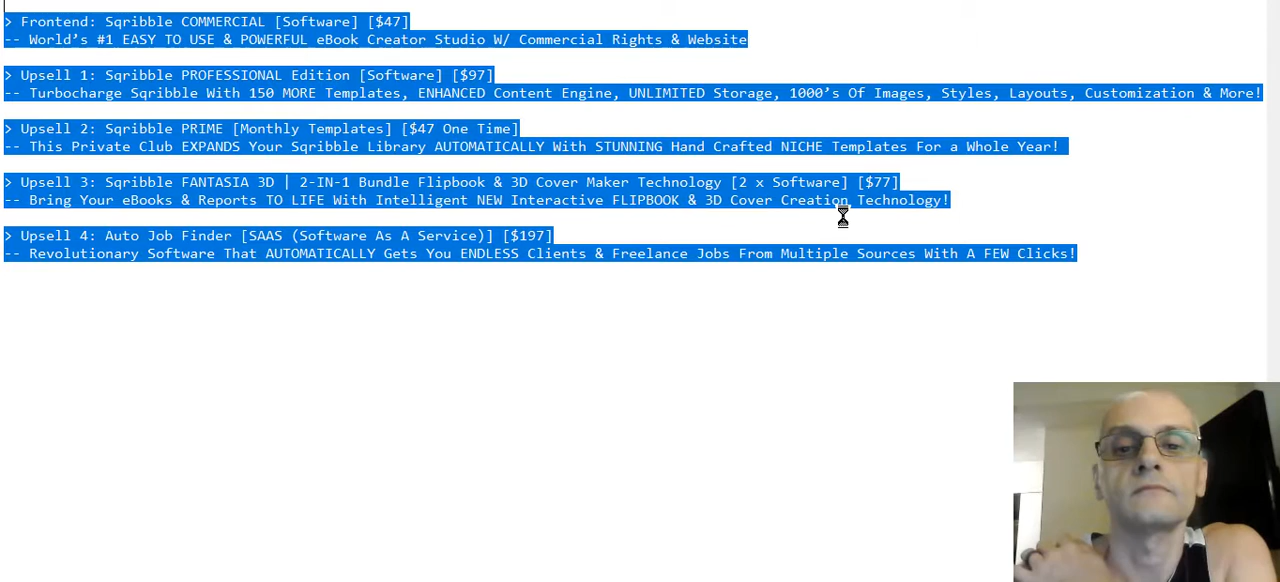 > Frontend: Sqribble COMMERCIAL [Software] [$47]
-- World’s #1 EASY TO USE & POWERFUL eBook Creator Studio W/ Commercial Rights & Website
> Upsell 1: Sqribble PROFESSIONAL Edition [Software] [$97]
-- Turbocharge Sqribble With 150 MORE Templates, ENHANCED Content Engine, UNLIMITED Storage, 1000’s Of Images, Styles, Layouts, Customization & More!
> Upsell 2: Sqribble PRIME [Monthly Templates] [$47 One Time]
-- This Private Club EXPANDS Your Sqribble Library AUTOMATICALLY With STUNNING Hand Crafted NICHE Templates For a Whole Year!
> Upsell 3: Sqribble FANTASIA 3D | 2-IN-1 Bundle Flipbook & 3D Cover Maker Technology [2 x Software] [$77]
-- Bring Your eBooks & Reports TO LIFE With Intelligent NEW Interactive FLIPBOOK & 3D Cover Creation Technology!
> Upsell 4: Auto Job Finder [SAAS (Software As A Service)] [$197]
-- Revolutionary Software That AUTOMATICALLY Gets You ENDLESS Clients & Freelance Jobs From Multiple Sources With A FEW Clicks!